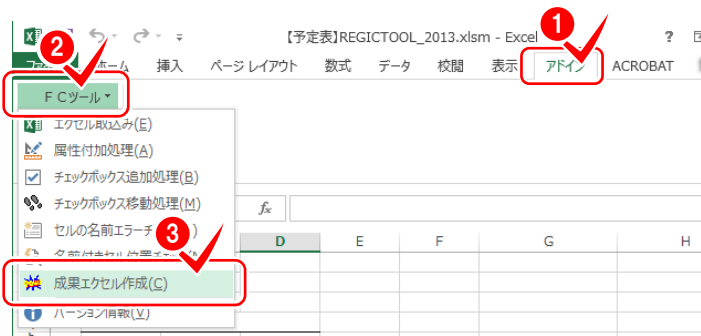 【予定表】REGICTOOL_2013.xlsm - Excel
1
?
2
ホーム 挿入 ページ レイアウト 数式 データ 校閲 表示 アドイン ACROBAT
FCツール
エクセル取込み(E)
属性付加処理(A)
チェックボックス追加処理(B)
チェックボックス移動処理(M)
fx
セルの名前エラーチ
3
D E F G H
成果エクセル作成(C)
バージョン情報(V)